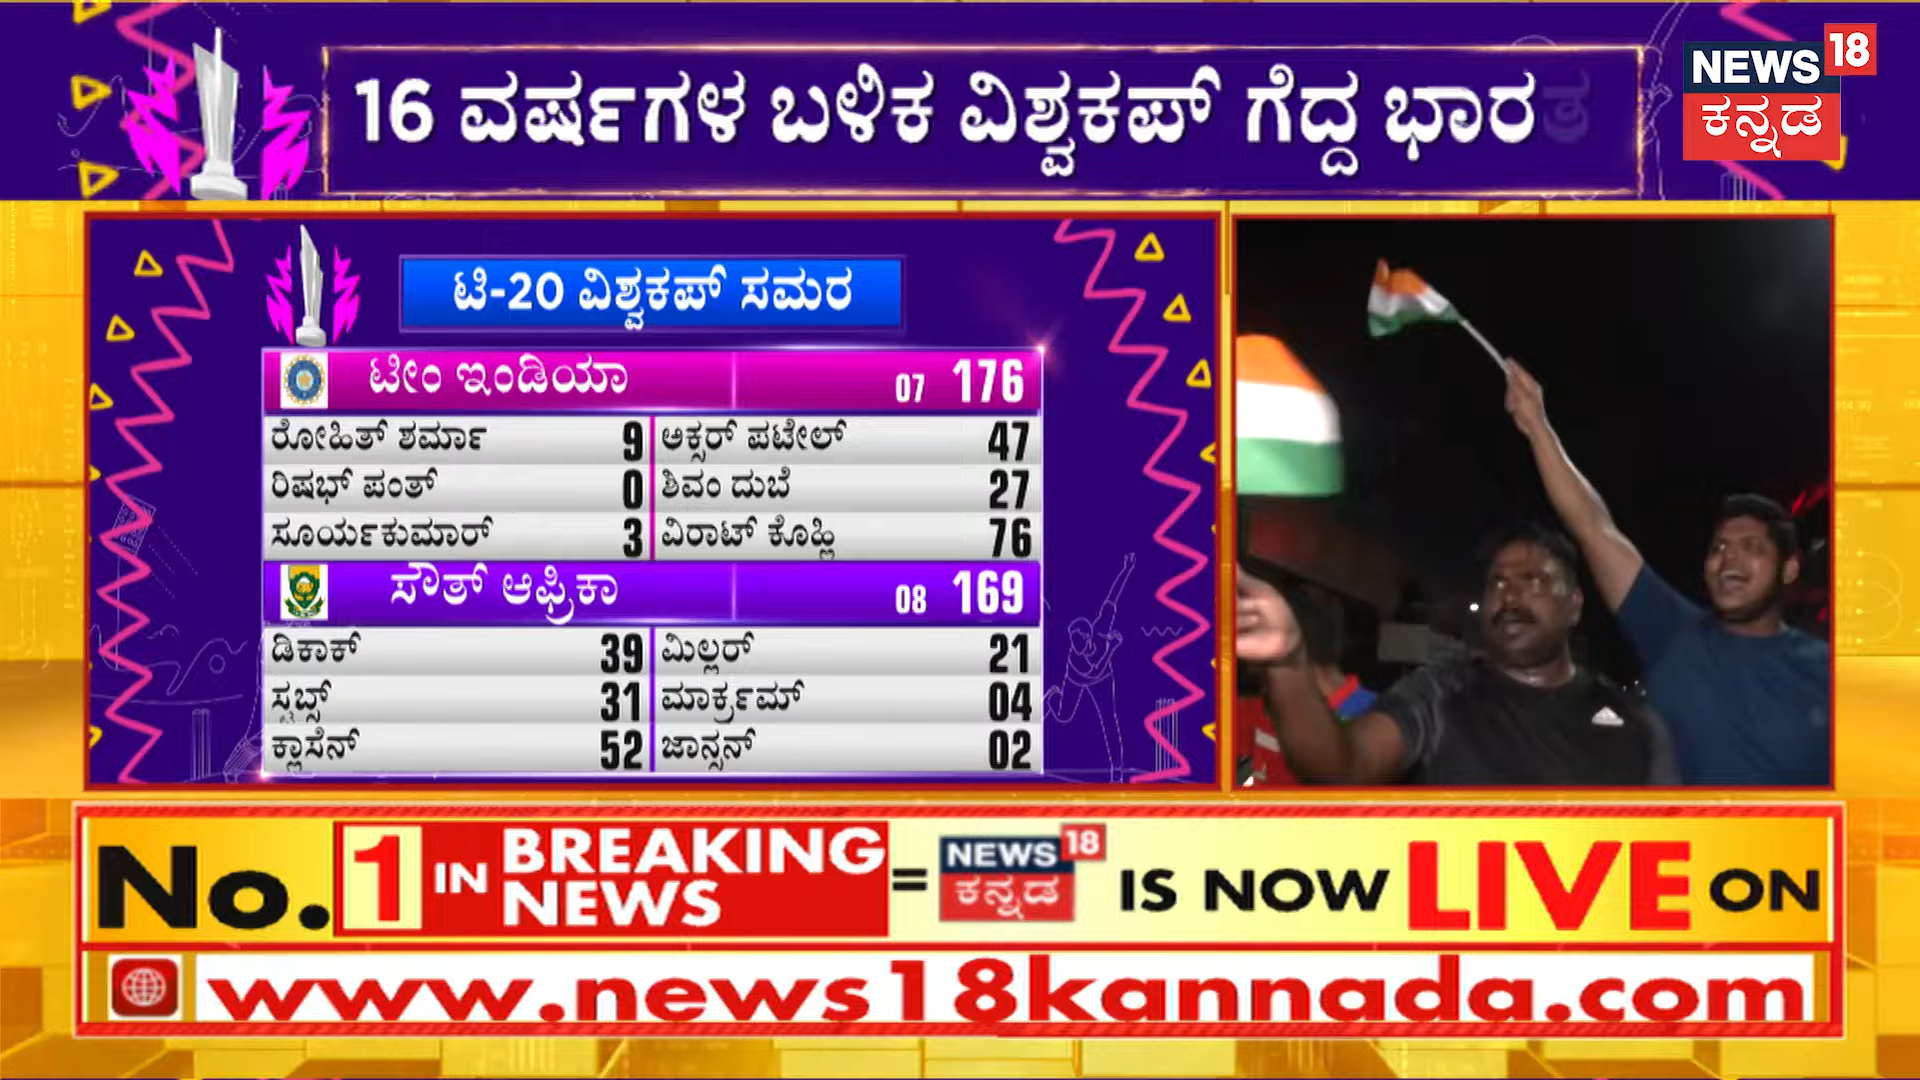 16 ವರ್ಷಗಳ ಬಳಿಕ ವಿಶ್ವಕಪ್ ಗೆದ್ದ ಭಾರತ
NEWS 18
ಕನ್ನಡ
ಟಿ-20 ವಿಶ್ವಕಪ್ ಸಮರ
ಟೀಂ ಇಂಡಿಯಾ 07 176
ರೋಹಿತ್ ಶರ್ಮಾ 9 ಅಕ್ಸರ್ ಪಟೇಲ್ 47
ರಿಷಭ್ ಪಂತ್ 0 ಶಿವಂ ದುಬೆ 27
ಸೂರ್ಯಕುಮಾರ್ 3 ವಿರಾಟ್ ಕೊಹ್ಲಿ 76
ಸೌತ್ ಆಫ್ರಿಕಾ 08 169
ಡಿಕಾಕ್ 39 ಮಿಲ್ಲರ್ 21
ಸ್ಟಬ್ಸ್ 31 ಮಾರ್ಕ್ರಮ್ 04
ಕ್ಲಾಸೆನ್ 52 ಜಾನ್ಸನ್ 02
No. 1 IN BREAKING NEWS = NEWS 18 ಕನ್ನಡ IS NOW LIVE ON
www.news18kannada.com